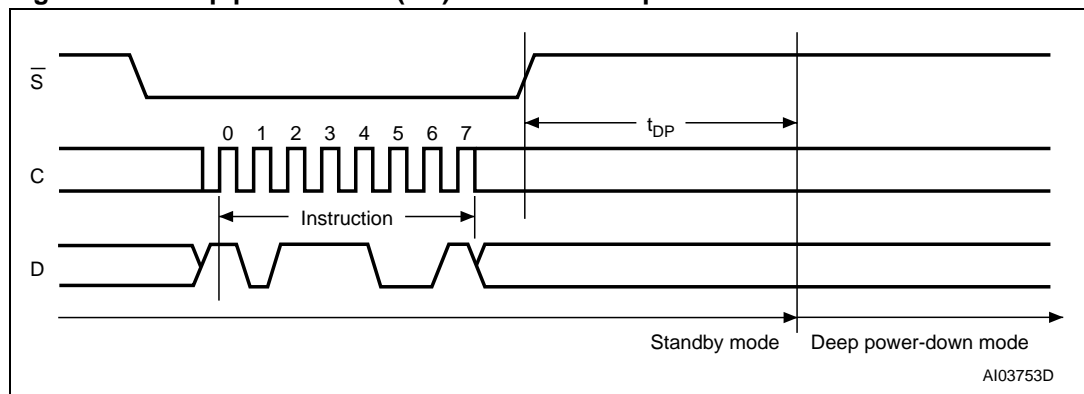 S
tDP
0 1 2 3 4 5 6 7
C
Instruction
D
Standby mode Deep power-down mode
AI03753D